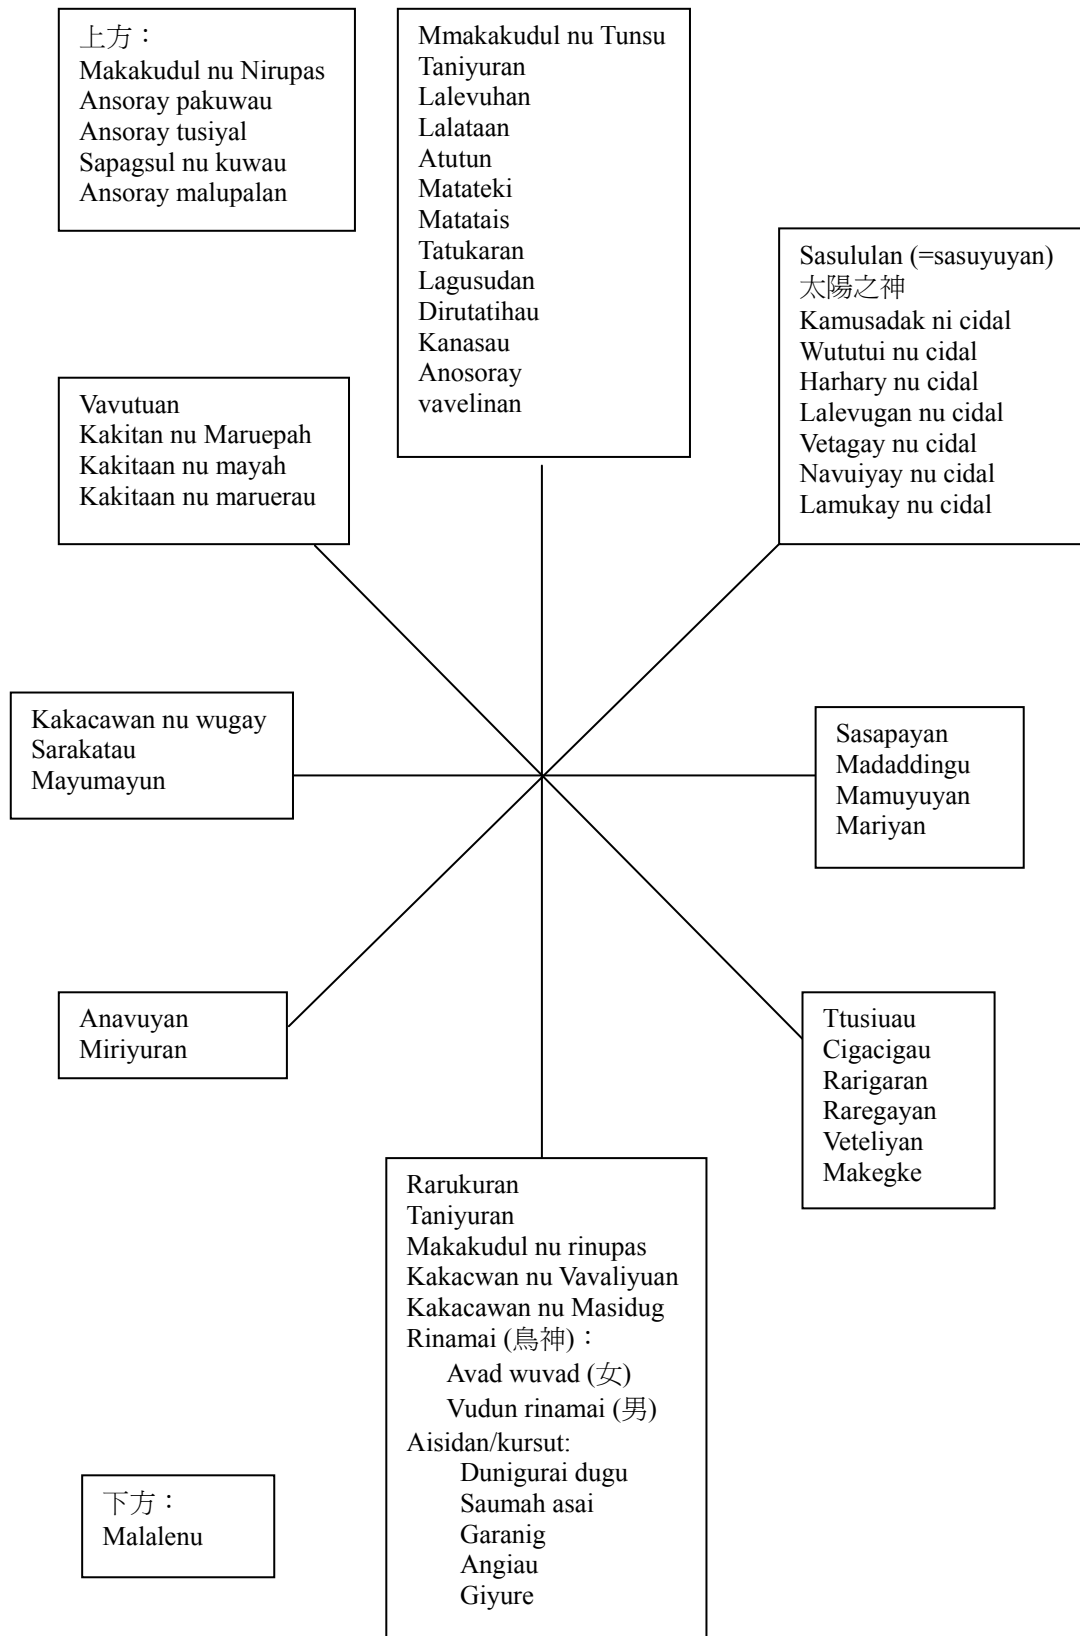 上方：
Makakudul nu Nirupas
Ansoray pakuwau
Ansoray tusiyal
Sapagsul nu kuwau
Ansoray malupalan
Mmakakudul nu Tunsu
Taniyuran
Lalevuhan
Lalataan
Atutun
Matateki
Matatais
Tatukaran
Lagusudan
Dirutatihau
Kanasau
Anosoray
vavelinan
Sasululan (=sasuyuyan)
太陽之神
Kamusadak ni cidal
Wututui nu cidal
Harhary nu cidal
Lalevugan nu cidal
Vetagay nu cidal
Navuiyay nu cidal
Lamukay nu cidal
Vavutuan
Kakitan nu Maruepah
Kakitaan nu mayah
Kakitaan nu maruerau
Kakacawan nu wugay
Sarakatau
Mayumayun
Sasapayan
Madaddingu
Mamuyuyan
Mariyan
Anavuyan
Miriyuran
Ttusiuau
Cigacigau
Rarigaran
Raregayan
Veteliyan
Makegke
Rarukuran
Taniyuran
Makakudul nu rinupas
Kakacwan nu Vavaliyuan
Kakacawan nu Masidug
Rinamai (鳥神)：
Avad wuvad (女)
Vudun rinamai (男)
Aisidan/kursut:
Dunigurai dugu
Saumah asai
Garanig
Angiau
Giyure
下方：
Malalenu